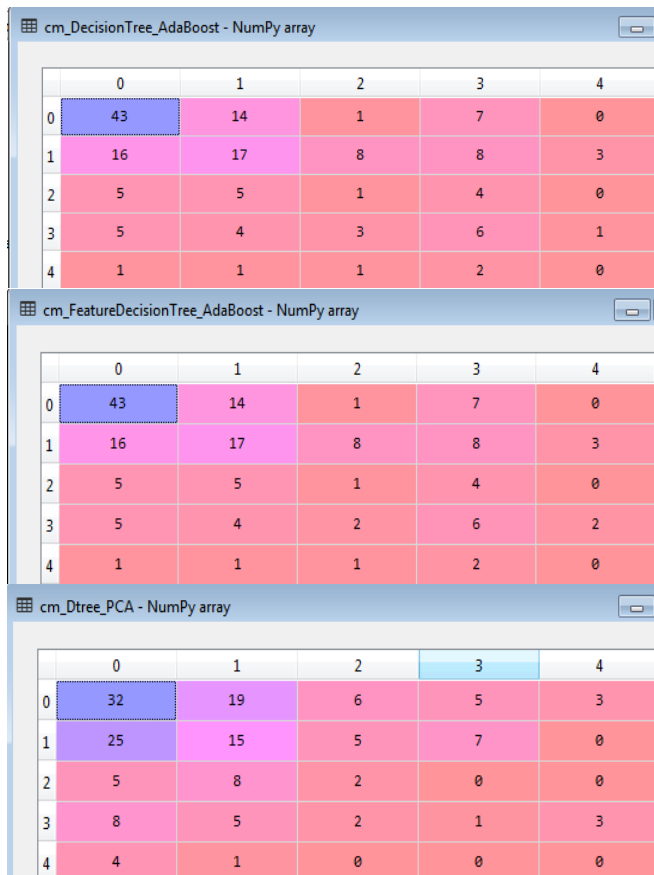 cm_DecisionTree_AdaBoost - NumPy array
0 1 2 3 4
0 43 14 1 7 0
1 16 17 8 8 3
2 5 5 1 4 0
3 5 4 3 6 1
4 1 1 1 2 0
cm_FeatureDecisionTree_AdaBoost - NumPy array
0 1 2 3 4
0 43 14 1 7 0
1 16 17 8 8 3
2 5 5 1 4 0
3 5 4 2 6 2
4 1 1 1 2 0
cm_Dtree_PCA - NumPy array
0 1 2 3 4
0 32 19 6 5 3
1 25 15 5 7 0
2 5 8 2 0 0
3 8 5 2 1 3
4 4 1 0 0 0